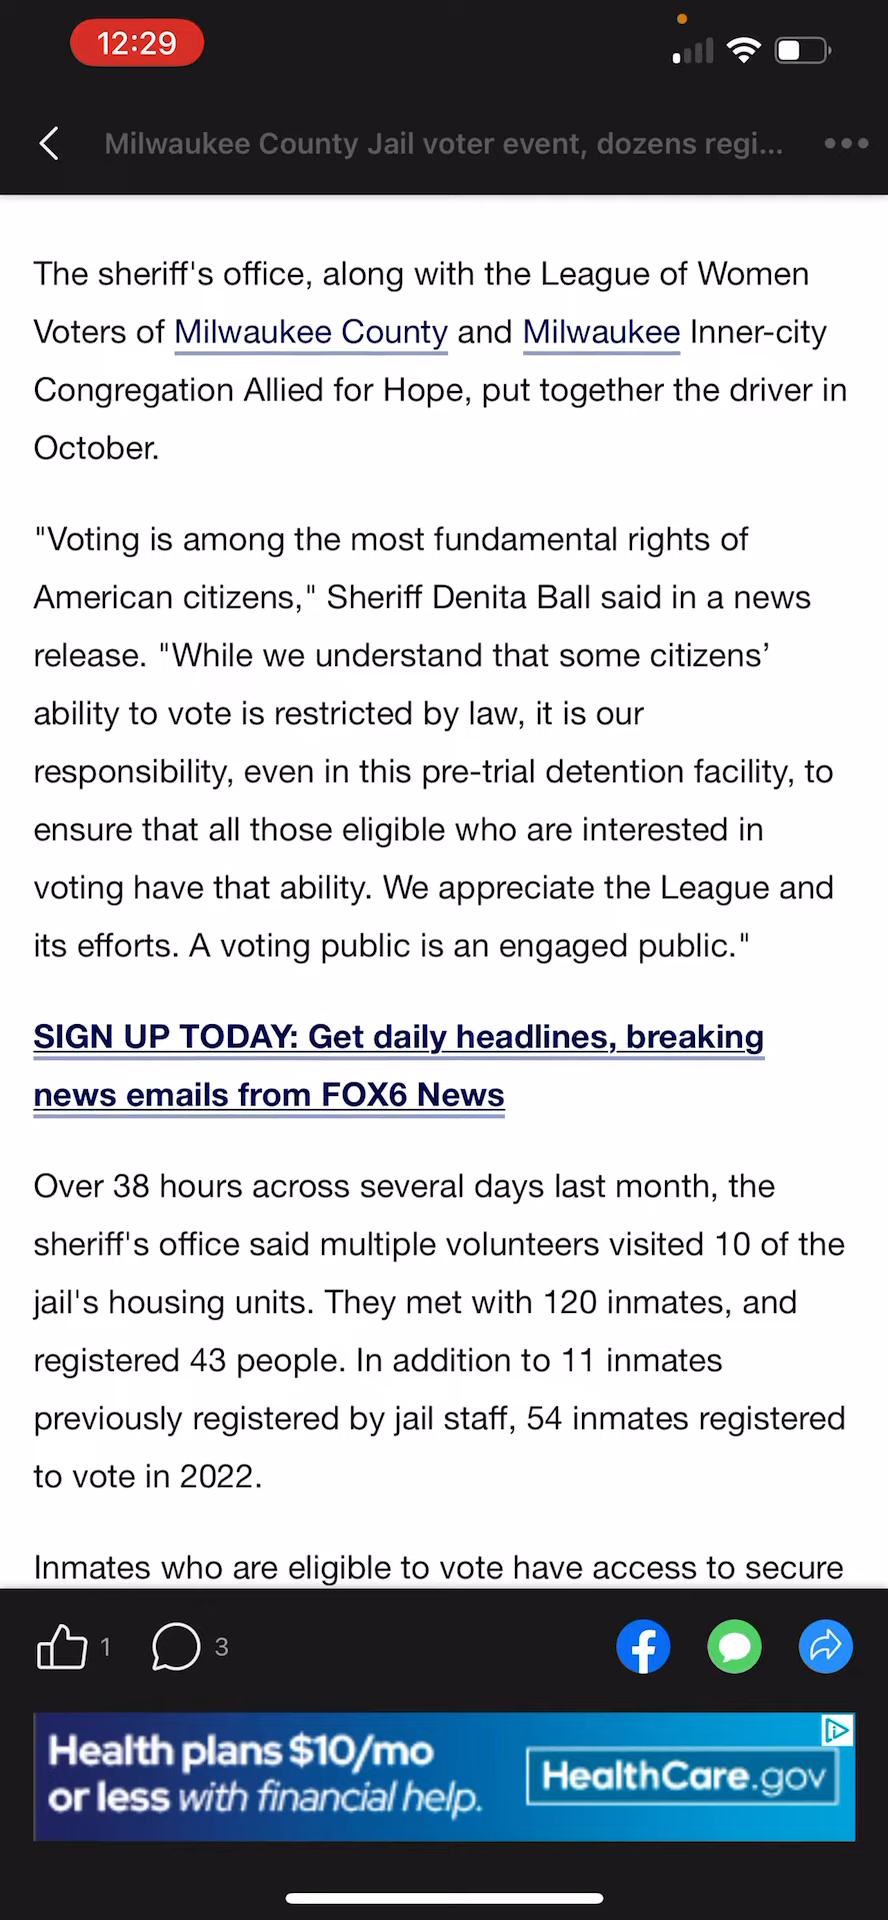 12:29
Milwaukee County Jail voter event, dozens regi...
The sheriff's office, along with the League of Women
Voters of Milwaukee County and Milwaukee Inner-city
Congregation Allied for Hope, put together the driver in
October.
"Voting is among the most fundamental rights of
American citizens," Sheriff Denita Ball said in a news
release. "While we understand that some citizens’
ability to vote is restricted by law, it is our
responsibility, even in this pre-trial detention facility, to
ensure that all those eligible who are interested in
voting have that ability. We appreciate the League and
its efforts. A voting public is an engaged public."
SIGN UP TODAY: Get daily headlines, breaking
news emails from FOX6 News
Over 38 hours across several days last month, the
sheriff's office said multiple volunteers visited 10 of the
jail's housing units. They met with 120 inmates, and
registered 43 people. In addition to 11 inmates
previously registered by jail staff, 54 inmates registered
to vote in 2022.
Inmates who are eligible to vote have access to secure
1
3
Health plans $10/mo
or less with financial help.
HealthCare.gov